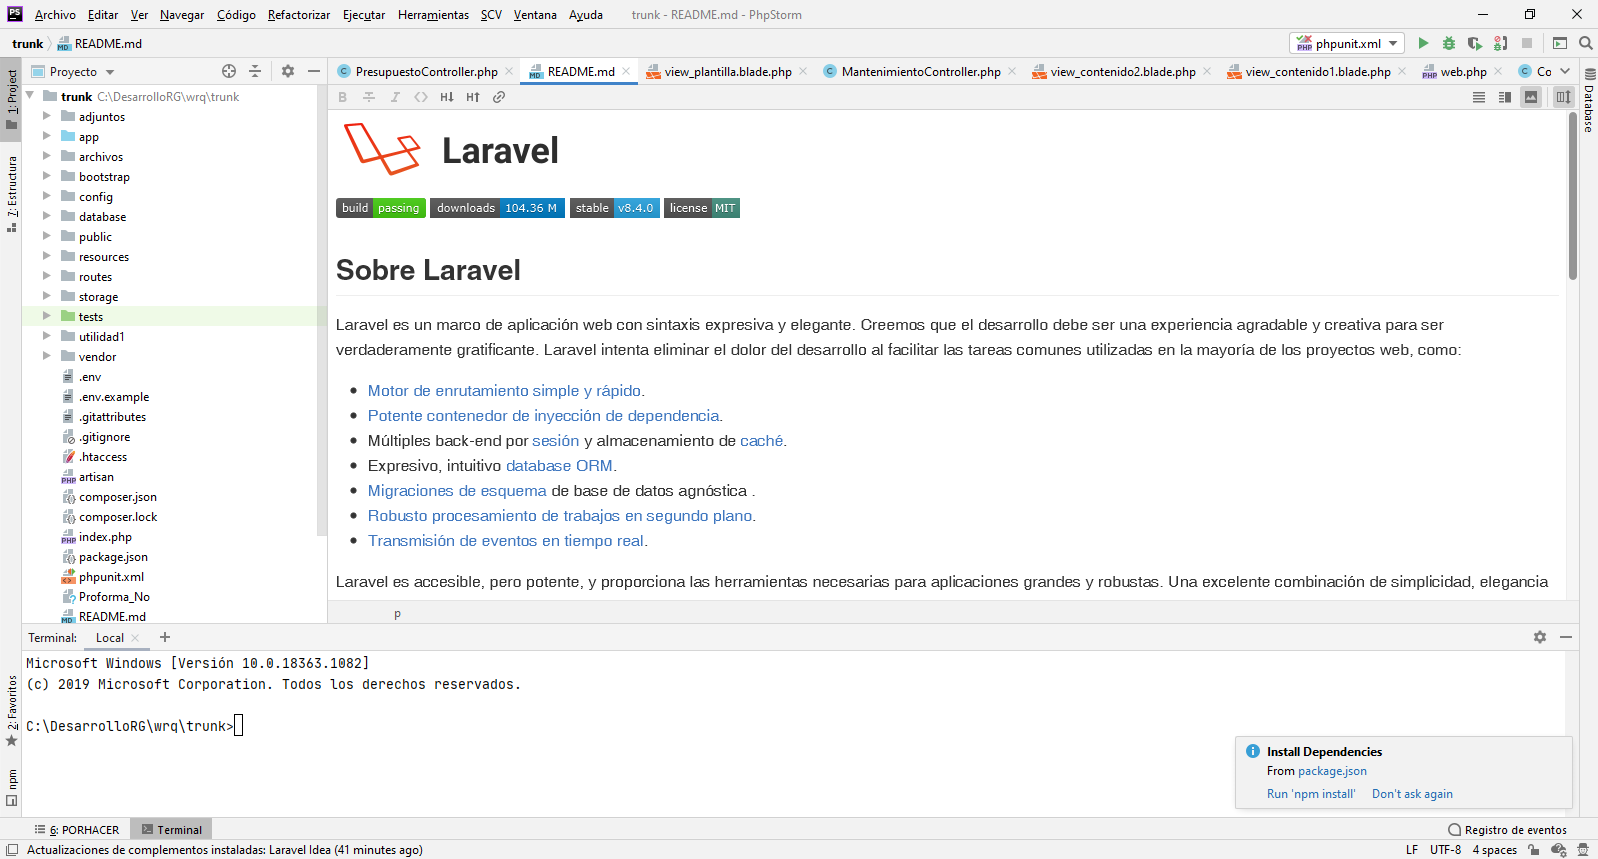 PS Archivo Editar Ver Navegar Código Refactorizar Ejecutar Herramientas SCV Ventana Ayuda trunk - README.md - PhpStorm
trunk README.md phpunit.xml
1: Project
7: Estructura
2: Favoritos
npm
Proyecto
trunk C:\DesarrolloRG\wrq\trunk
adjuntos
app
archivos
bootstrap
config
database
public
resources
routes
storage
tests
utilidad1
vendor
.env
.env.example
.gitattributes
.gitignore
.htaccess
artisan
composer.json
composer.lock
index.php
package.json
phpunit.xml
Proforma_No
README.md
PresupuestoController.php README.md view_plantilla.blade.php MantenimientoController.php view_contenido2.blade.php view_contenido1.blade.php web.php Co
B I H↓ H↑
Database
Laravel
build passing downloads 104.36 M stable v8.4.0 license MIT
Sobre Laravel
Laravel es un marco de aplicación web con sintaxis expresiva y elegante. Creemos que el desarrollo debe ser una experiencia agradable y creativa para ser
verdaderamente gratificante. Laravel intenta eliminar el dolor del desarrollo al facilitar las tareas comunes utilizadas en la mayoría de los proyectos web, como:
Motor de enrutamiento simple y rápido.
Potente contenedor de inyección de dependencia.
Múltiples back-end por sesión y almacenamiento de caché.
Expresivo, intuitivo database ORM.
Migraciones de esquema de base de datos agnóstica .
Robusto procesamiento de trabajos en segundo plano.
Transmisión de eventos en tiempo real.
Laravel es accesible, pero potente, y proporciona las herramientas necesarias para aplicaciones grandes y robustas. Una excelente combinación de simplicidad, elegancia
p
Terminal: Local
Microsoft Windows [Versión 10.0.18363.1082]
(c) 2019 Microsoft Corporation. Todos los derechos reservados.
C:\DesarrolloRG\wrq\trunk>
Install Dependencies
From package.json
Run 'npm install' Don't ask again
6: PORHACER Terminal Registro de eventos
Actualizaciones de complementos instaladas: Laravel Idea (41 minutes ago) LF UTF-8 4 spaces